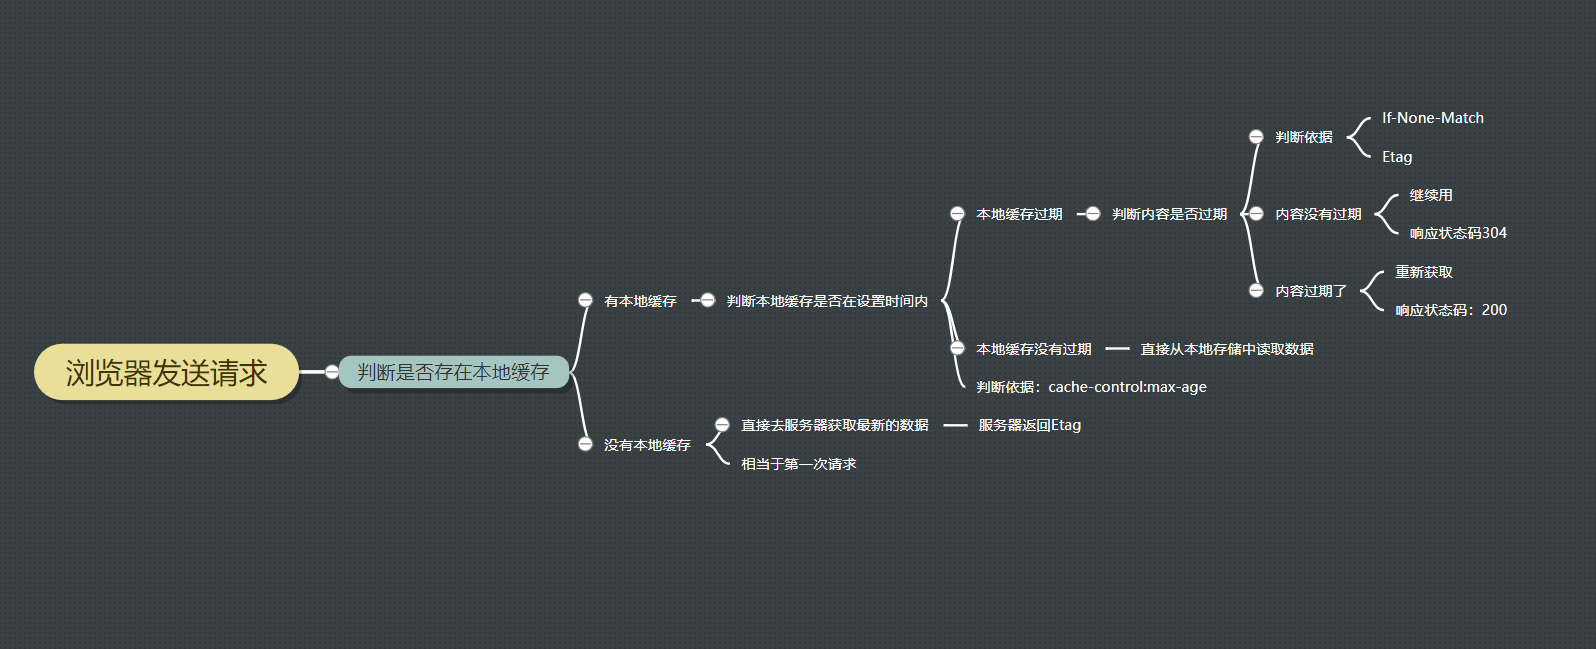 浏览器发送请求
判断是否存在本地缓存
有本地缓存
判断本地缓存是否在设置时间内
本地缓存过期
判断内容是否过期
判断依据
If-None-Match
Etag
内容没有过期
继续用
响应状态码304
内容过期了
重新获取
响应状态码：200
本地缓存没有过期
直接从本地存储中读取数据
判断依据：cache-control:max-age
没有本地缓存
直接去服务器获取最新的数据
服务器返回Etag
相当于第一次请求